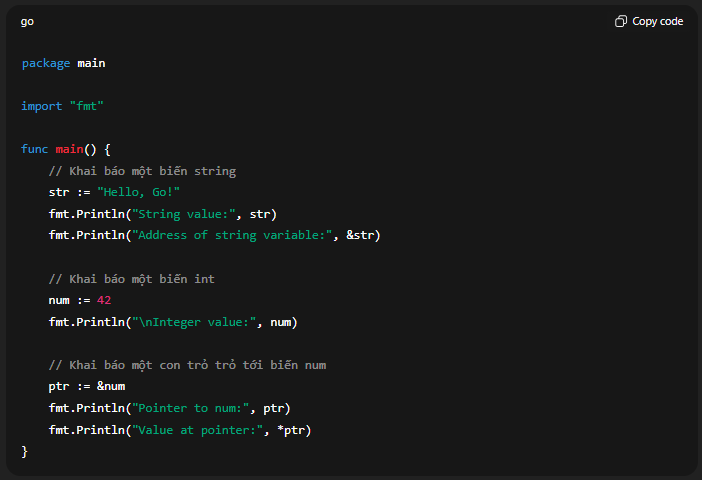 go
Copy code
package main
import "fmt"
func main() {
    // Khai báo một biến string
    str := "Hello, Go!"
    fmt.Println("String value:", str)
    fmt.Println("Address of string variable:", &str)
    // Khai báo một biến int
    num := 42
    fmt.Println("\nInteger value:", num)
    // Khai báo một con trỏ trỏ tới biến num
    ptr := &num
    fmt.Println("Pointer to num:", ptr)
    fmt.Println("Value at pointer:", *ptr)
}